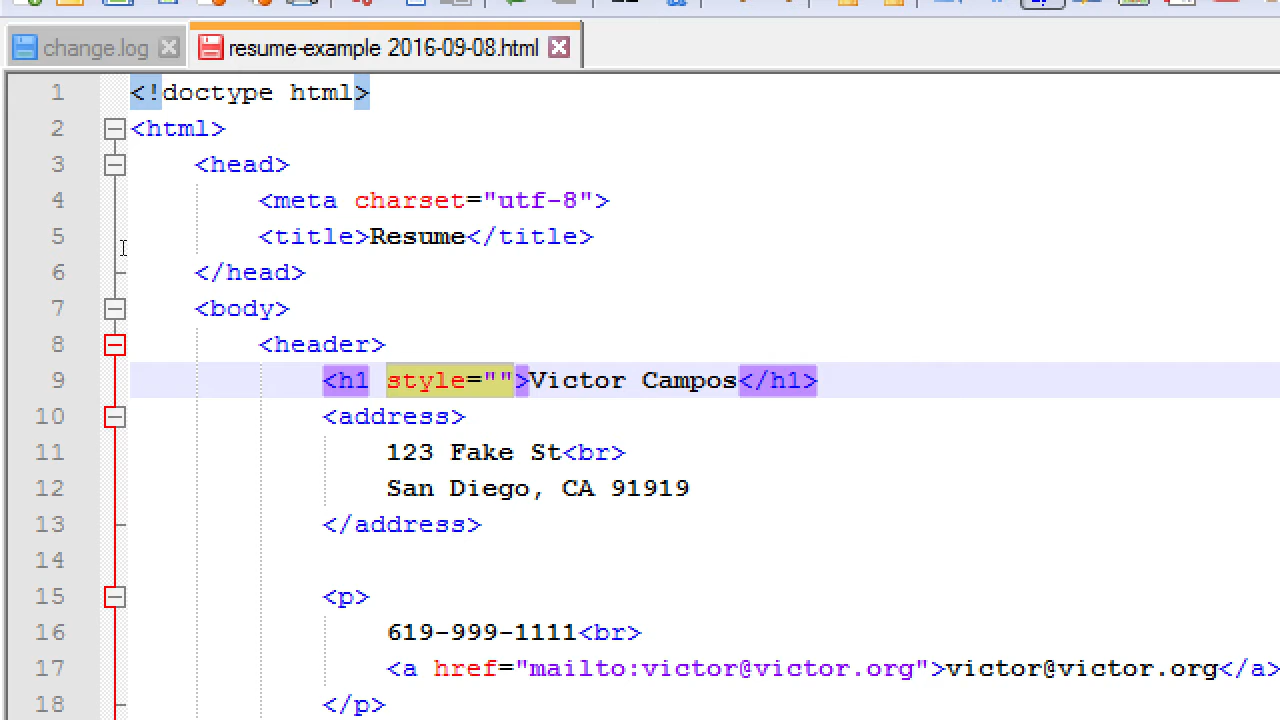 change.log
resume-example 2016-09-08.html
1 <!doctype html>
2 <html>
3 <head>
4 <meta charset="utf-8">
5 <title>Resume</title>
6 </head>
7 <body>
8 <header>
9 <h1 style="">Victor Campos</h1>
10 <address>
11 123 Fake St<br>
12 San Diego, CA 91919
13 </address>
14
15 <p>
16 619-999-1111<br>
17 <a href="mailto:victor@victor.org">victor@victor.org</a>
18 </p>